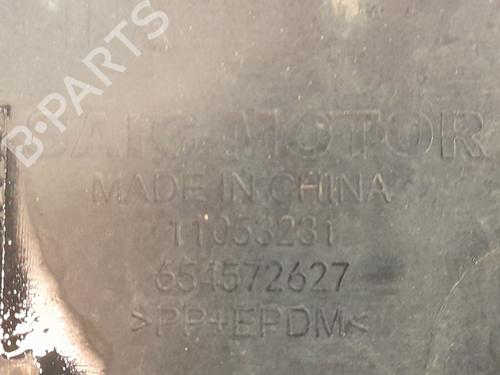 B-PARTS
SAIC MOTOR
MADE IN CHINA
11053231
654572627
>PP+EPDM<